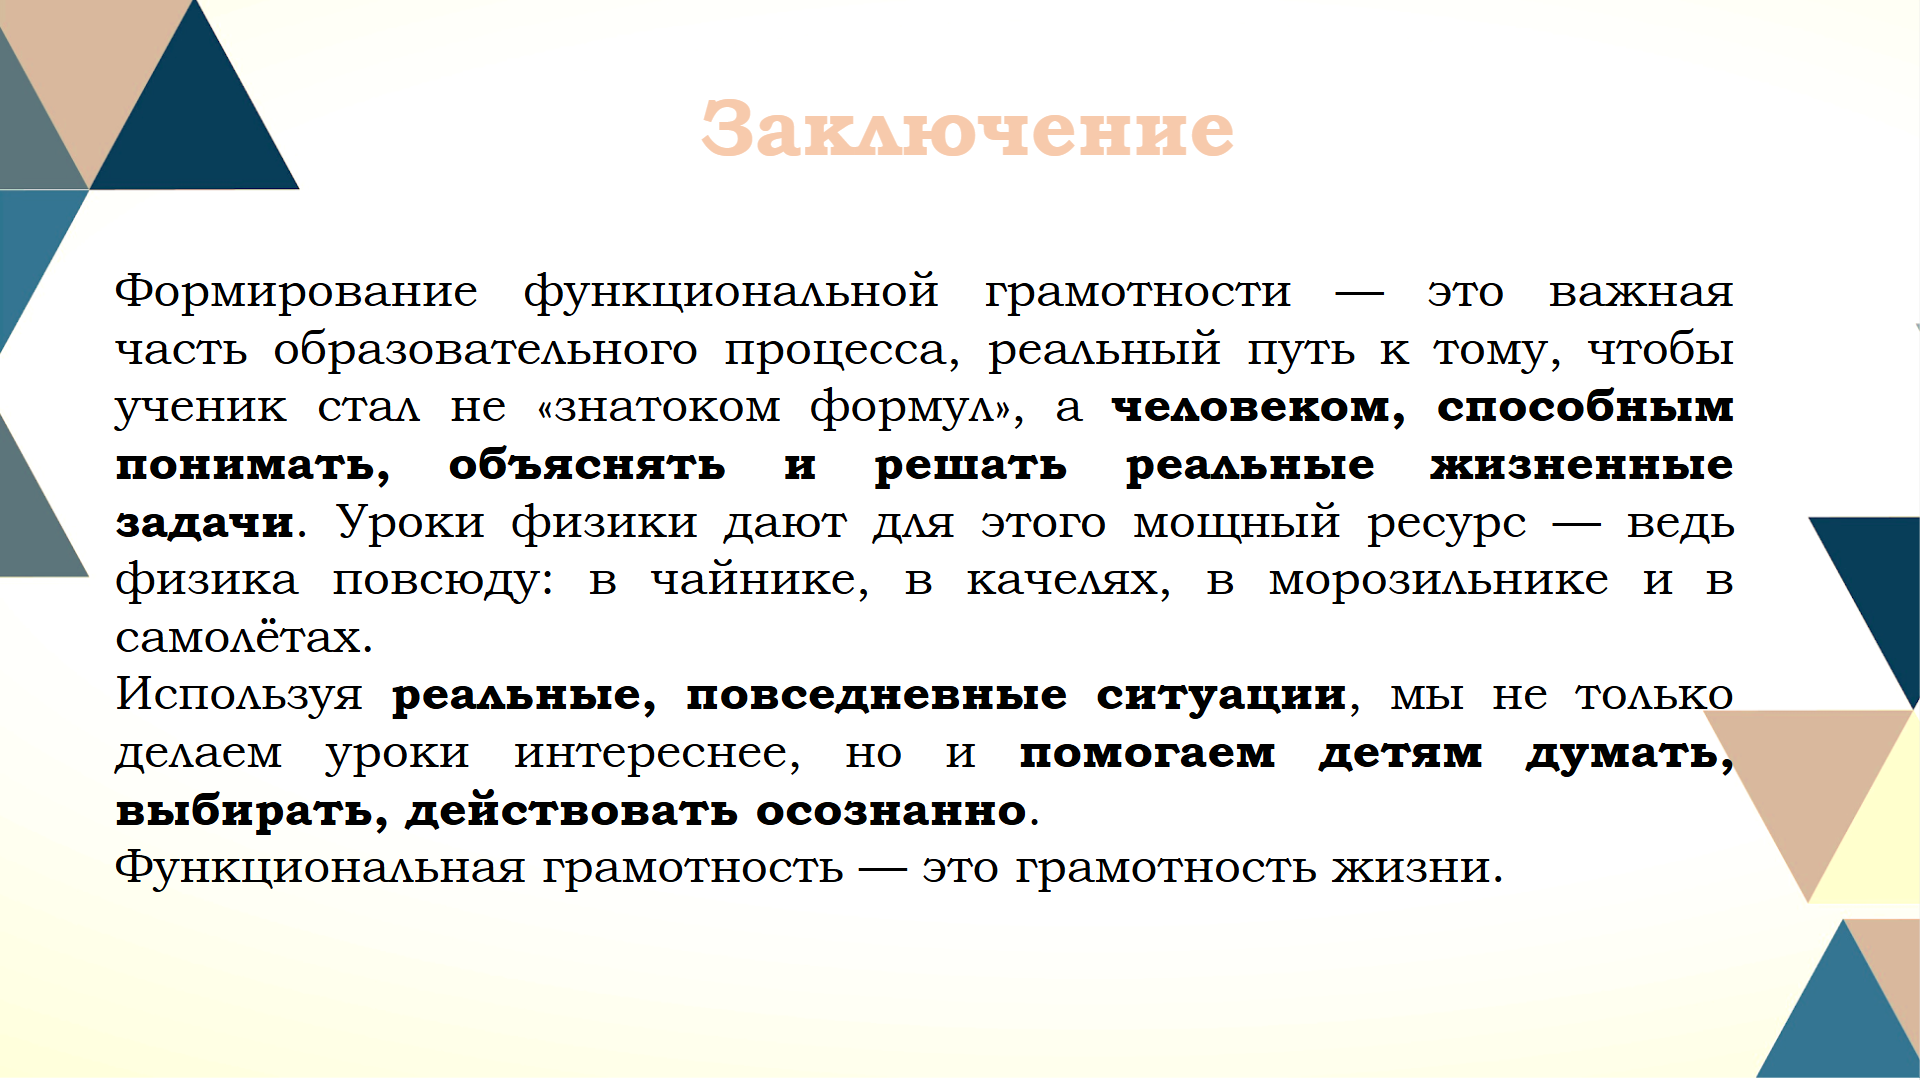 Заключение
Формирование функциональной грамотности — это важная
часть образовательного процесса, реальный путь к тому, чтобы
ученик стал не «знатоком формул», а человеком, способным
понимать, объяснять и решать реальные жизненные
задачи. Уроки физики дают для этого мощный ресурс — ведь
физика повсюду: в чайнике, в качелях, в морозильнике и в
самолётах.
Используя реальные, повседневные ситуации, мы не только
делаем уроки интереснее, но и помогаем детям думать,
выбирать, действовать осознанно.
Функциональная грамотность — это грамотность жизни.